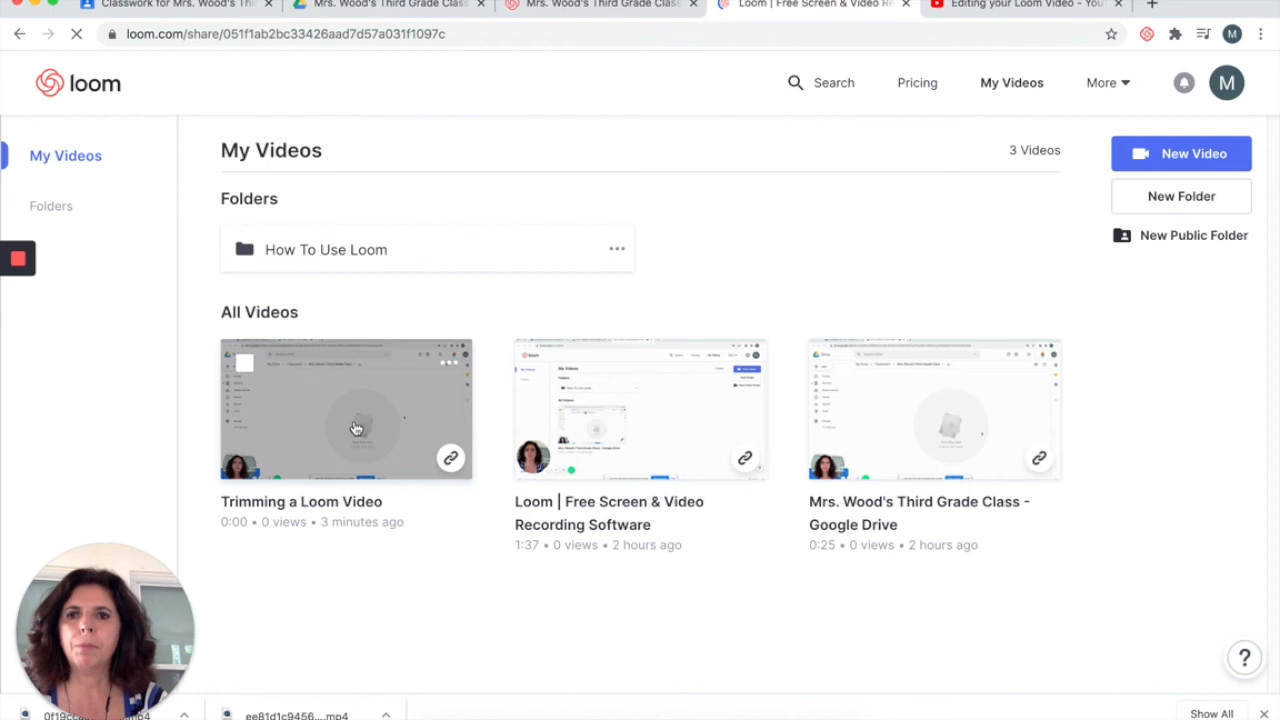 Classwork for Mrs. Wood's Thi
Mrs. Wood's Third Grade Class
Mrs. Wood's Third Grade Class
Loom | Free Screen & Video Re
Editing your Loom Video - You
loom.com/share/051f1ab2bc33426aad7d57a031f1097c
M
loom
Search
Pricing
My Videos
More
M
My Videos
Folders
My Videos
3 Videos
New Video
New Folder
New Public Folder
Folders
How To Use Loom
All Videos
Trimming a Loom Video
0:00 • 0 views • 3 minutes ago
Loom | Free Screen & Video
Recording Software
1:37 • 0 views • 2 hours ago
Mrs. Wood's Third Grade Class -
Google Drive
0:25 • 0 views • 2 hours ago
?
ee81d1c9456....mp4
Show All